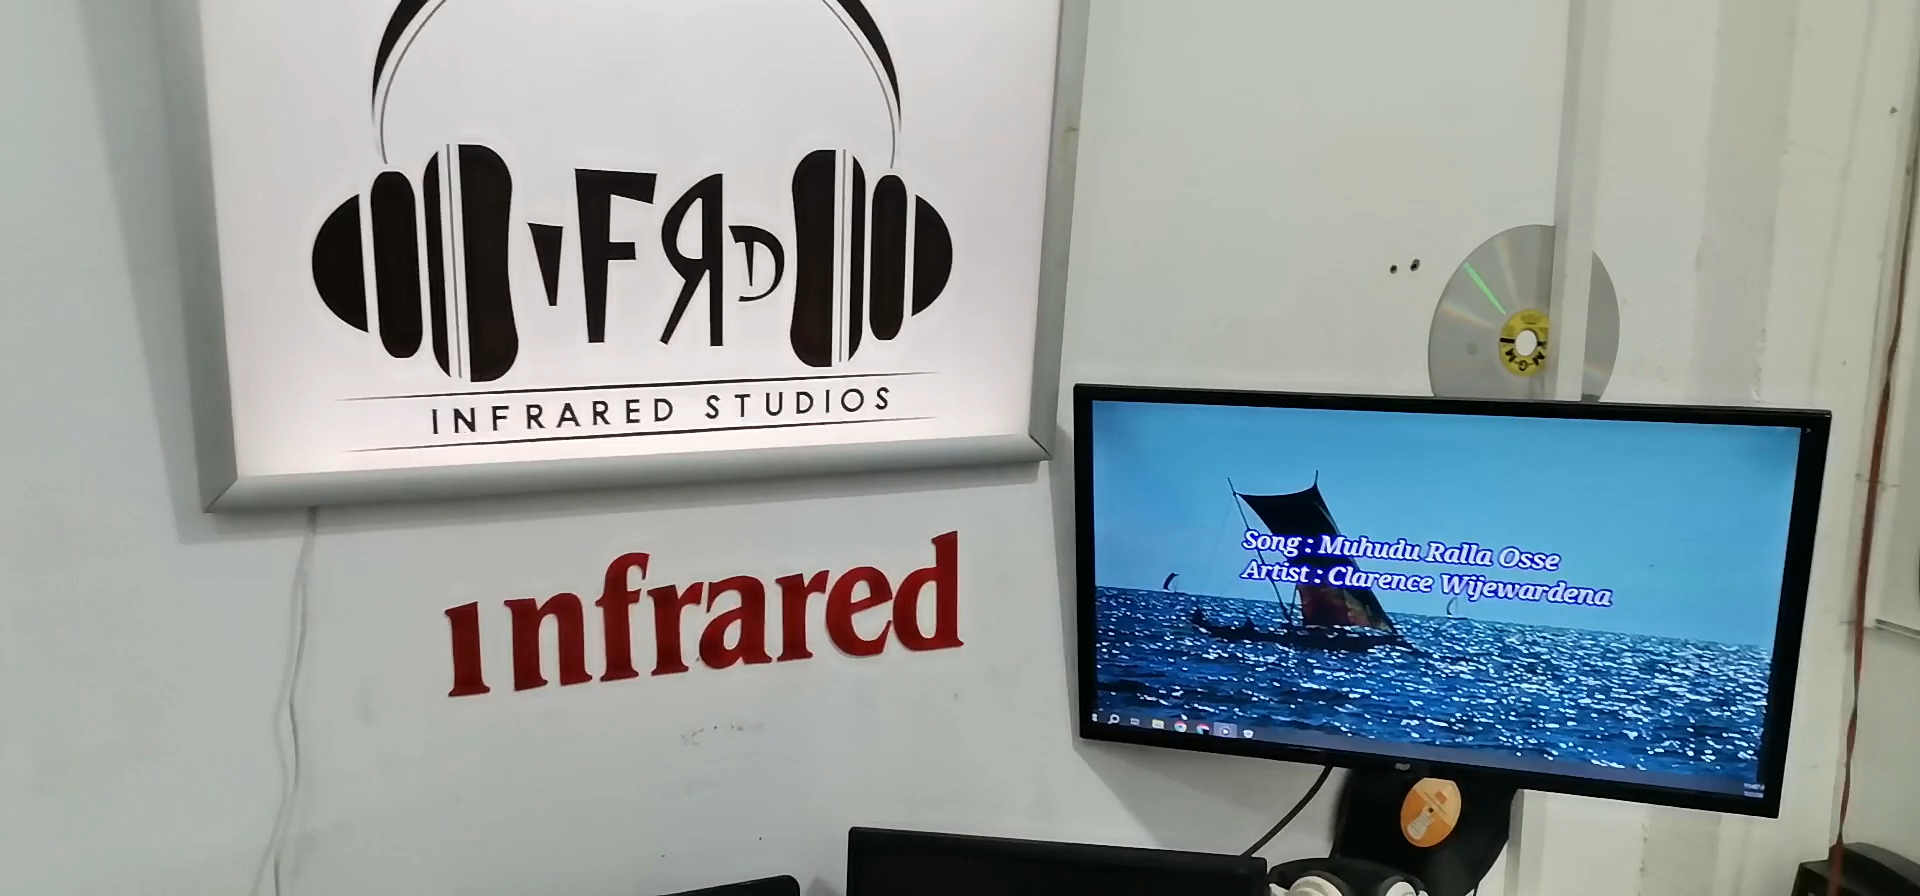 IFRD
INFRARED STUDIOS
infrared
Song : Muhudu Ralla Osse
Artist : Clarence Wijewardena